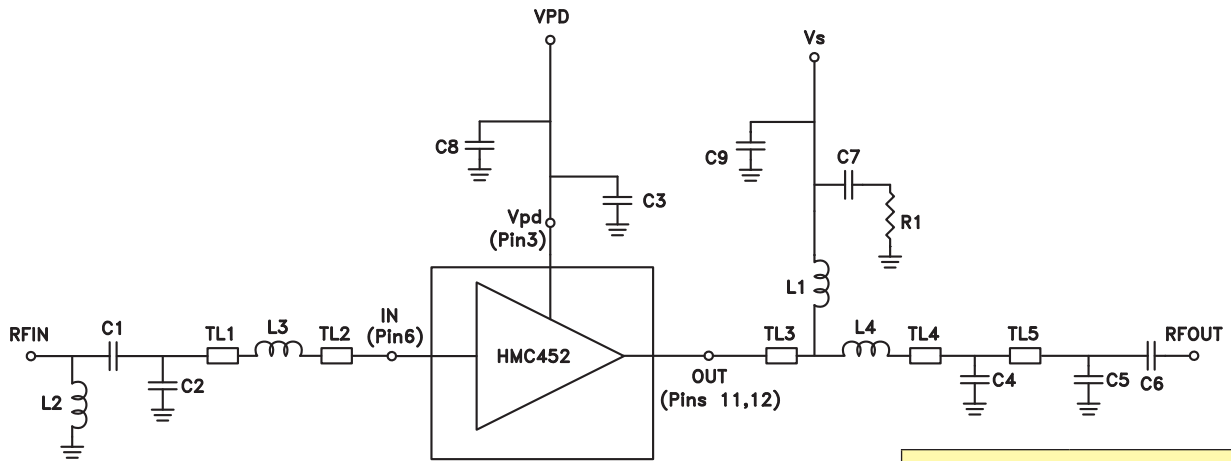 VPD
Vs
C8
C9
C7
C3
R1
Vpd
(Pin3)
L1
RFIN
C1
TL1
L3
TL2
IN
(Pin6)
HMC452
TL3
L4
TL4
TL5
RFOUT
L2
C2
OUT
(Pins 11,12)
C4
C5
C6